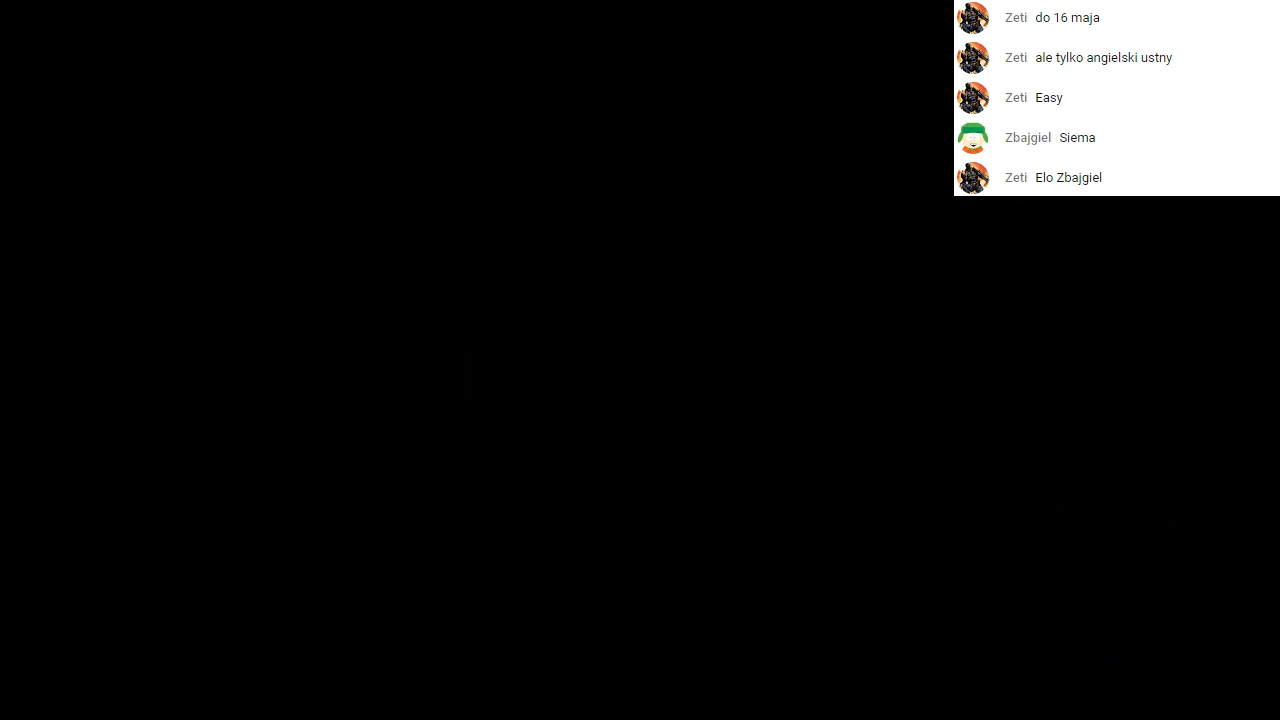 Zeti do 16 maja
Zeti ale tylko angielski ustny
Zeti Easy
Zbajgiel Siema
Zeti Elo Zbajgiel